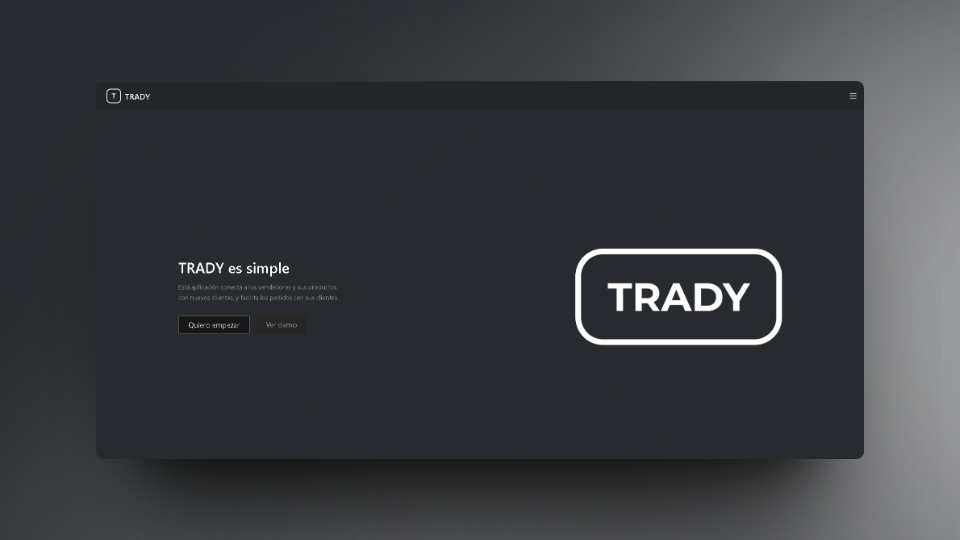 T TRADY
TRADY es simple
Está aplicación conecta a los vendedores y sus productos
con nuevos clientes, y facilita los pedidos con sus clientes
Quiero empezar
Ver demo
TRADY